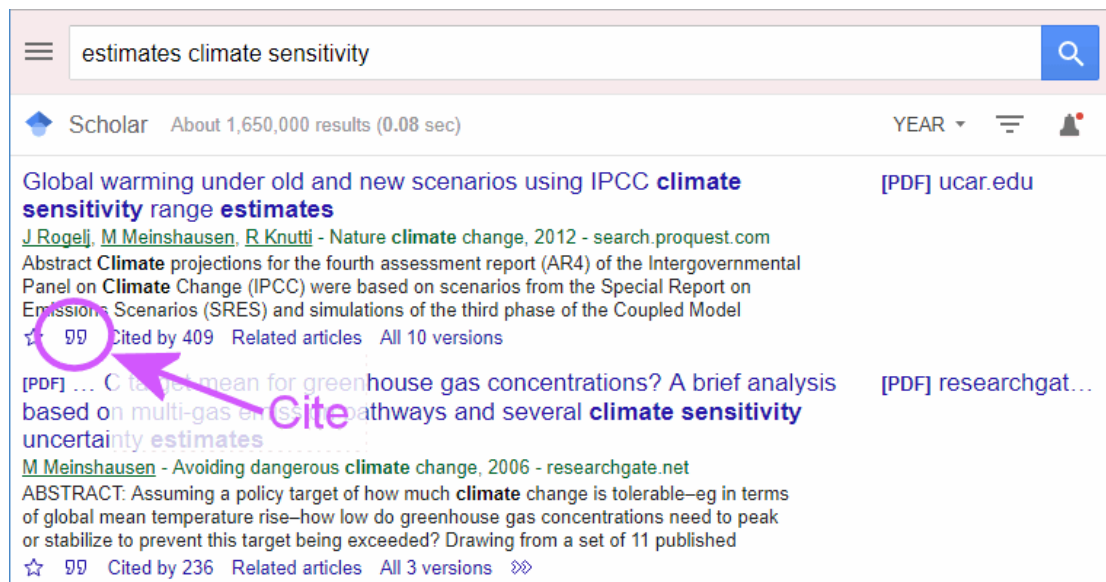 estimates climate sensitivity
Scholar About 1,650,000 results (0.08 sec) YEAR
Global warming under old and new scenarios using IPCC climate [PDF] ucar.edu
sensitivity range estimates
J Rogelj, M Meinshausen, R Knutti - Nature climate change, 2012 - search.proquest.com
Abstract Climate projections for the fourth assessment report (AR4) of the Intergovernmental
Panel on Climate Change (IPCC) were based on scenarios from the Special Report on
Emissions Scenarios (SRES) and simulations of the third phase of the Coupled Model
Cited by 409 Related articles All 10 versions
[PDF] … C target mean for greenhouse gas concentrations? A brief analysis [PDF] researchgat…
based on multi-gas emission pathways and several climate sensitivity
Cite
uncertainty estimates
M Meinshausen - Avoiding dangerous climate change, 2006 - researchgate.net
ABSTRACT: Assuming a policy target of how much climate change is tolerable–eg in terms
of global mean temperature rise–how low do greenhouse gas concentrations need to peak
or stabilize to prevent this target being exceeded? Drawing from a set of 11 published
Cited by 236 Related articles All 3 versions